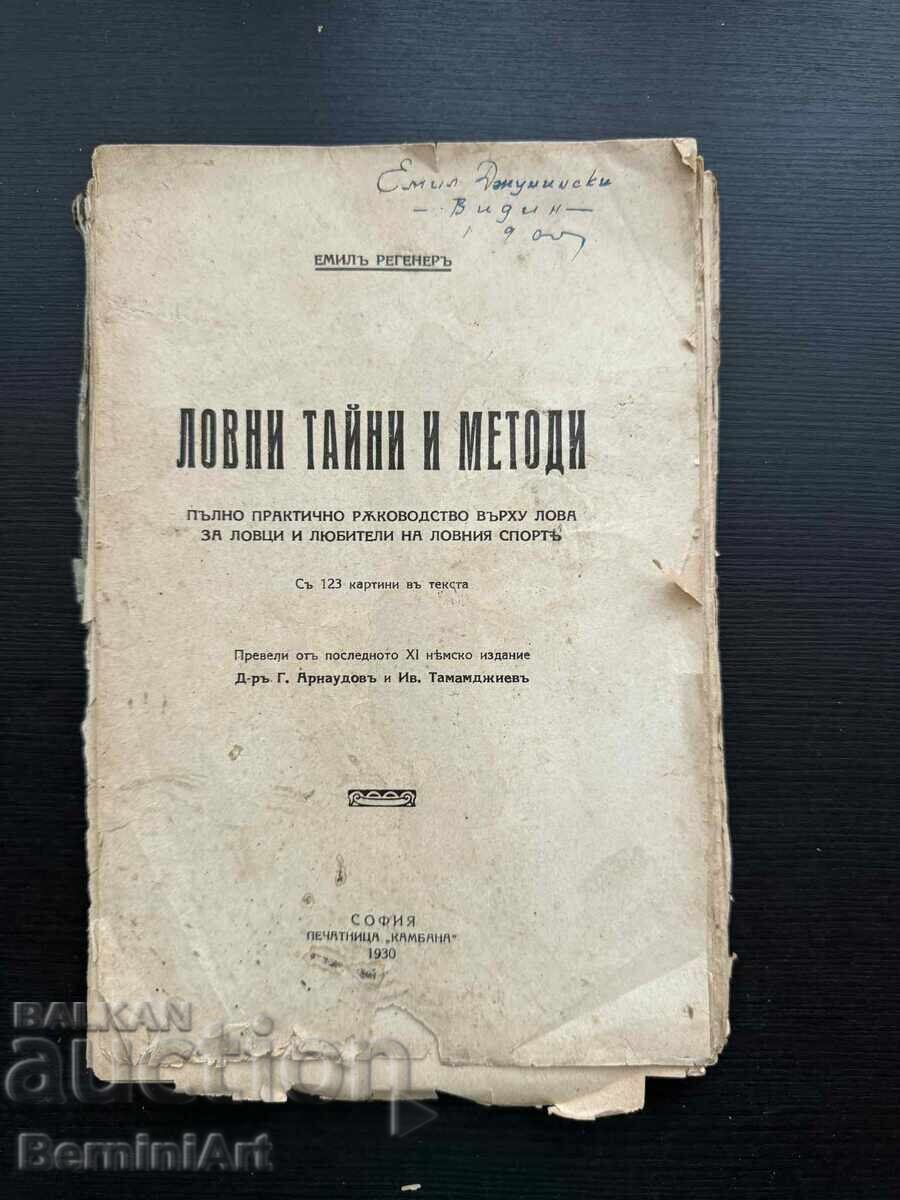 Емил
— Видин —
ЕМИЛЪ РЕГЕНЕРЪ
ЛОВНИ ТАЙНИ И МЕТОДИ
ПЪЛНО ПРАКТИЧНО РѪКОВОДСТВО ВЪРХУ ЛОВА
ЗА ЛОВЦИ И ЛЮБИТЕЛИ НА ЛОВНИЯ СПОРТЪ
Съ 123 картини въ текста
Превели отъ последното XI нѣмско издание
Д-ръ Г. Арнаудовъ и Ив. Тамамджиевъ
СОФИЯ
ПЕЧАТНИЦА „КАМБАНА“
1930
BALKAN
auction
BerniniArt